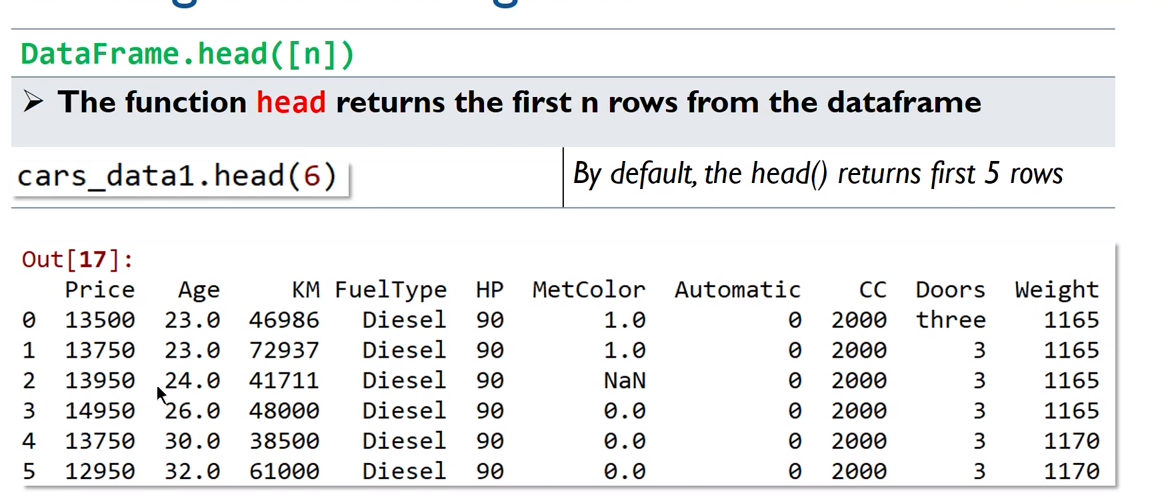 DataFrame.head([n])
➢ The function head returns the first n rows from the dataframe
cars_data1.head(6)
By default, the head() returns first 5 rows
Out[17]:
Price Age KM FuelType HP MetColor Automatic CC Doors Weight
0 13500 23.0 46986 Diesel 90 1.0 0 2000 three 1165
1 13750 23.0 72937 Diesel 90 1.0 0 2000 3 1165
2 13950 24.0 41711 Diesel 90 NaN 0 2000 3 1165
3 14950 26.0 48000 Diesel 90 0.0 0 2000 3 1165
4 13750 30.0 38500 Diesel 90 0.0 0 2000 3 1170
5 12950 32.0 61000 Diesel 90 0.0 0 2000 3 1170